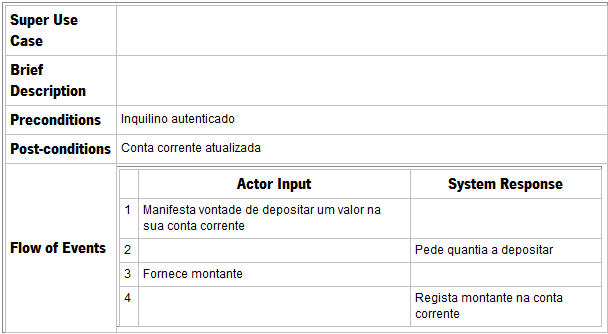 Super Use
Case
Brief
Description
Preconditions Inquilino autenticado
Post-conditions Conta corrente atualizada
Flow of Events
Actor Input System Response
1 Manifesta vontade de depositar um valor na
sua conta corrente
2 Pede quantia a depositar
3 Fornece montante
4 Regista montante na conta
corrente